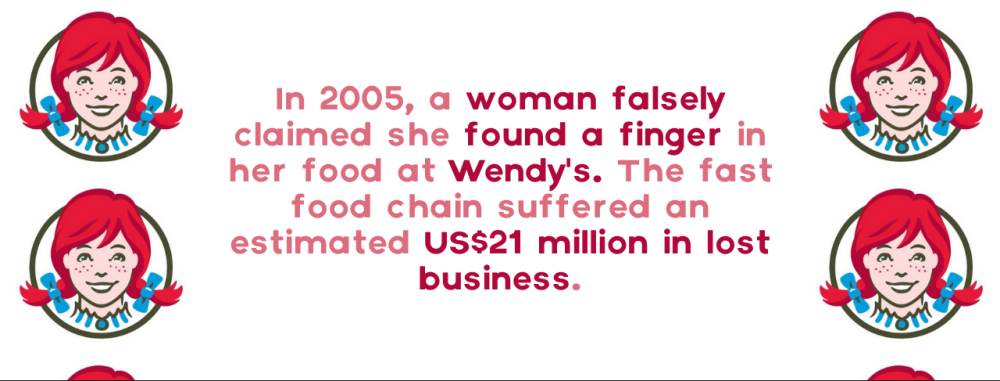 In 2005, a woman falsely
claimed she found a finger in
her food at Wendy's. The fast
food chain suffered an
estimated US$21 million in lost
business.